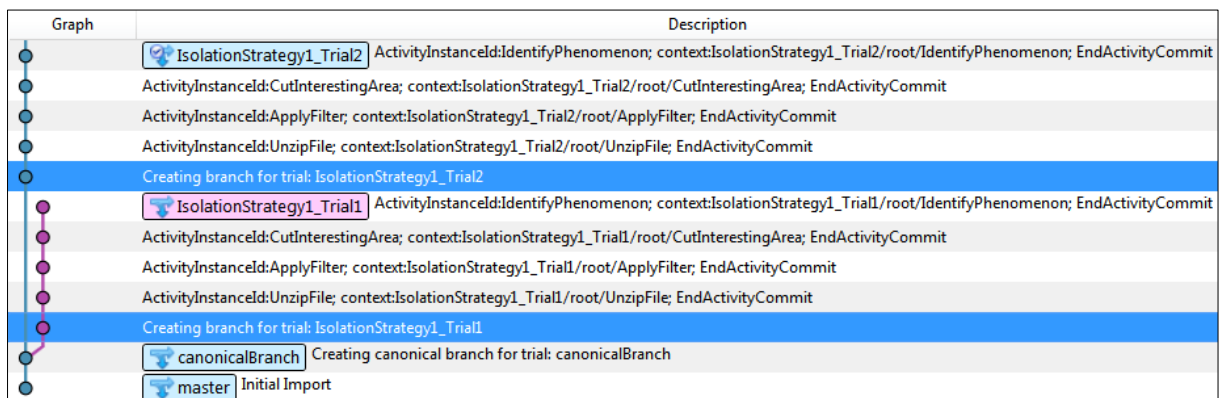 Graph Description
IsolationStrategy1_Trial2 ActivityInstanceId:IdentifyPhenomenon; context:IsolationStrategy1_Trial2/root/IdentifyPhenomenon; EndActivityCommit
ActivityInstanceId:CutInterestingArea; context:IsolationStrategy1_Trial2/root/CutInterestingArea; EndActivityCommit
ActivityInstanceId:ApplyFilter; context:IsolationStrategy1_Trial2/root/ApplyFilter; EndActivityCommit
ActivityInstanceId:UnzipFile; context:IsolationStrategy1_Trial2/root/UnzipFile; EndActivityCommit
Creating branch for trial: IsolationStrategy1_Trial2
IsolationStrategy1_Trial1 ActivityInstanceId:IdentifyPhenomenon; context:IsolationStrategy1_Trial1/root/IdentifyPhenomenon; EndActivityCommit
ActivityInstanceId:CutInterestingArea; context:IsolationStrategy1_Trial1/root/CutInterestingArea; EndActivityCommit
ActivityInstanceId:ApplyFilter; context:IsolationStrategy1_Trial1/root/ApplyFilter; EndActivityCommit
ActivityInstanceId:UnzipFile; context:IsolationStrategy1_Trial1/root/UnzipFile; EndActivityCommit
Creating branch for trial: IsolationStrategy1_Trial1
canonicalBranch Creating canonical branch for trial: canonicalBranch
master Initial Import